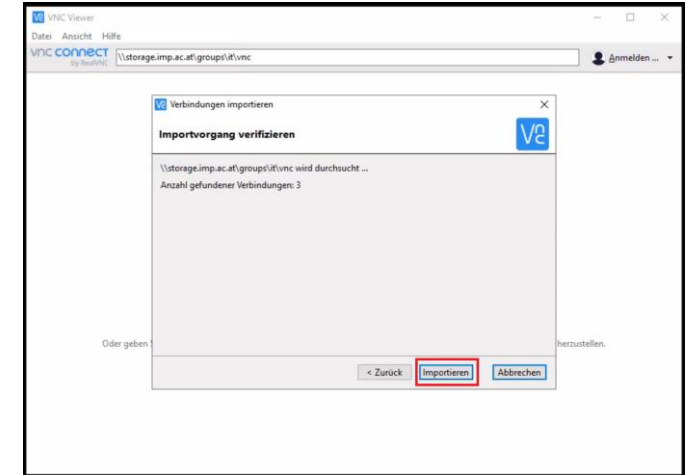 VNC Viewer
Datei Ansicht Hilfe
vnc connect
by RealVNC
\\storage.imp.ac.at\groups\it\vnc
Anmelden ...
Verbindungen importieren
Importvorgang verifizieren
\\storage.imp.ac.at\groups\it\vnc wird durchsucht ...
Anzahl gefundener Verbindungen: 3
Oder geben
herzustellen.
< Zurück
Importieren
Abbrechen